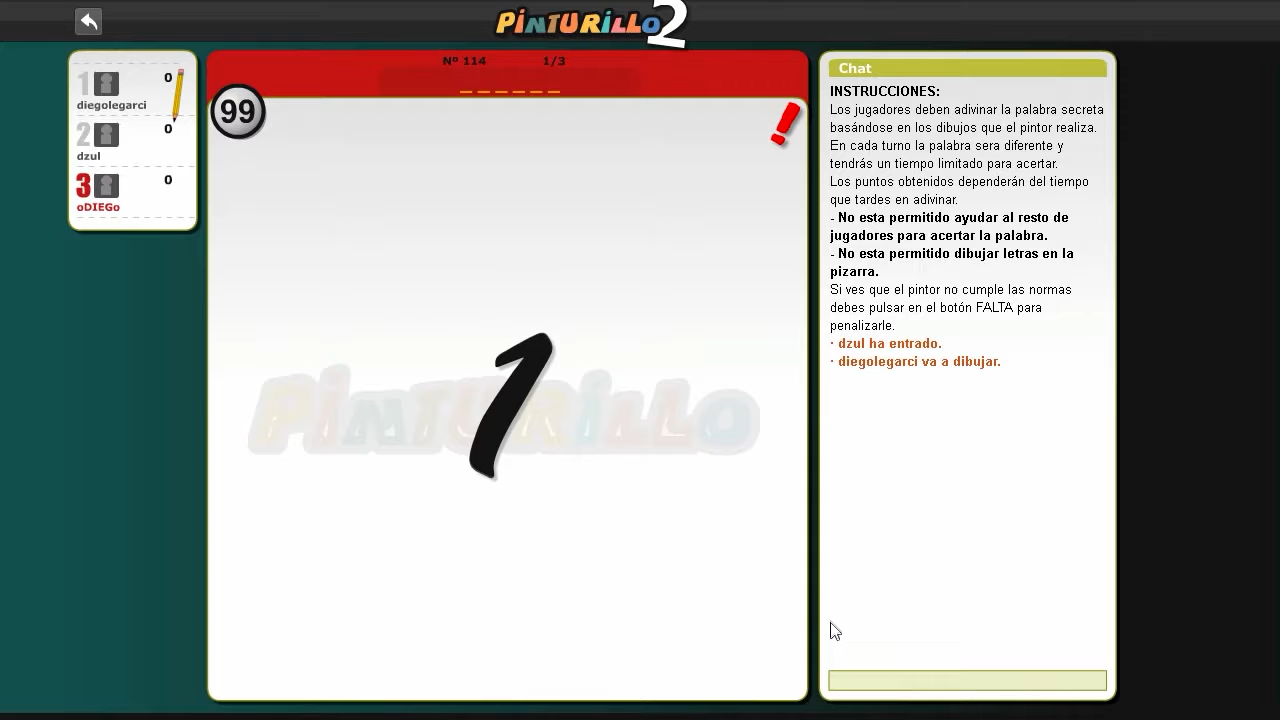 PINTURILLO2
Nº 114 1/3
_ _ _ _ _ _
99
1 0
diegolegarci
2 0
dzul
3 0
oDIEGo
!
1
PINTURILLO
Chat
INSTRUCCIONES:
Los jugadores deben adivinar la palabra secreta
basándose en los dibujos que el pintor realiza.
En cada turno la palabra sera diferente y
tendrás un tiempo limitado para acertar.
Los puntos obtenidos dependerán del tiempo
que tardes en adivinar.
- No esta permitido ayudar al resto de
jugadores para acertar la palabra.
- No esta permitido dibujar letras en la
pizarra.
Si ves que el pintor no cumple las normas
debes pulsar en el botón FALTA para
penalizarle.
· dzul ha entrado.
· diegolegarci va a dibujar.